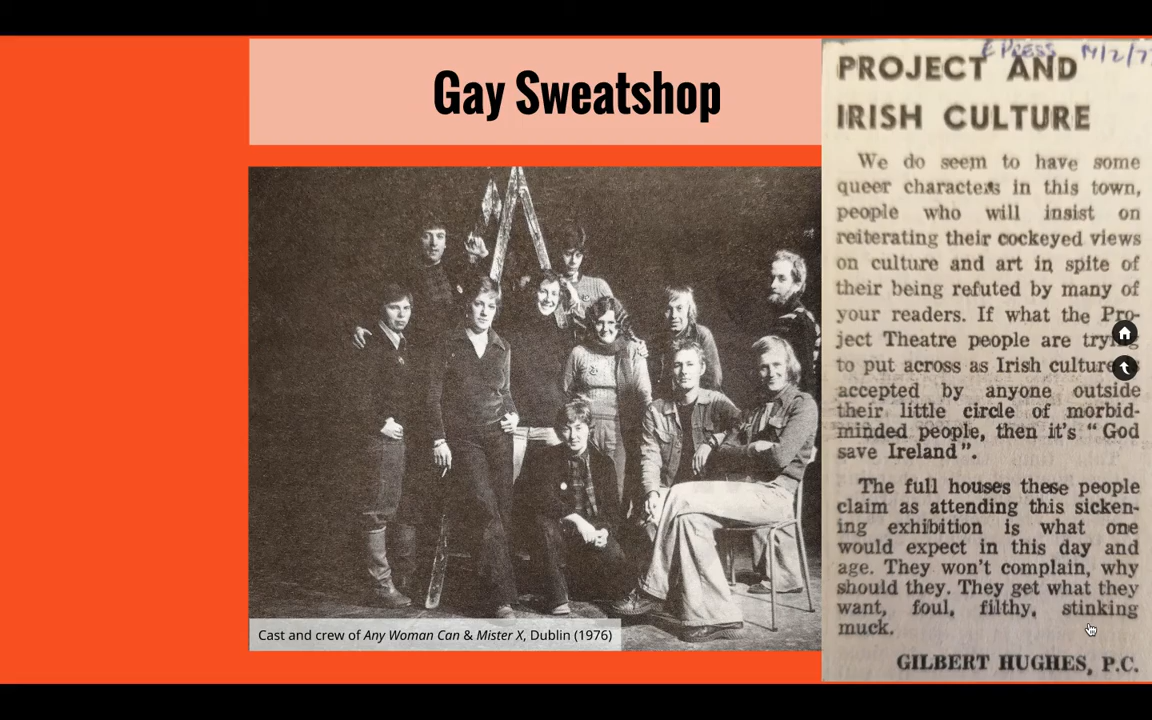 Gay Sweatshop
Cast and crew of Any Woman Can & Mister X, Dublin (1976)
E Press
PROJECT AND
IRISH CULTURE
We do seem to have some
queer characters in this town,
people who will insist on
reiterating their cockeyed views
on culture and art in spite of
their being refuted by many of
your readers. If what the Pro-
ject Theatre people are trying
to put across as Irish culture
accepted by anyone outside
their little circle of morbid-
minded people, then it's "God
save Ireland".
The full houses these people
claim as attending this sicken-
ing exhibition is what one
would expect in this day and
age. They won't complain, why
should they. They get what they
want, foul, filthy, stinking
muck.
GILBERT HUGHES, P.C.